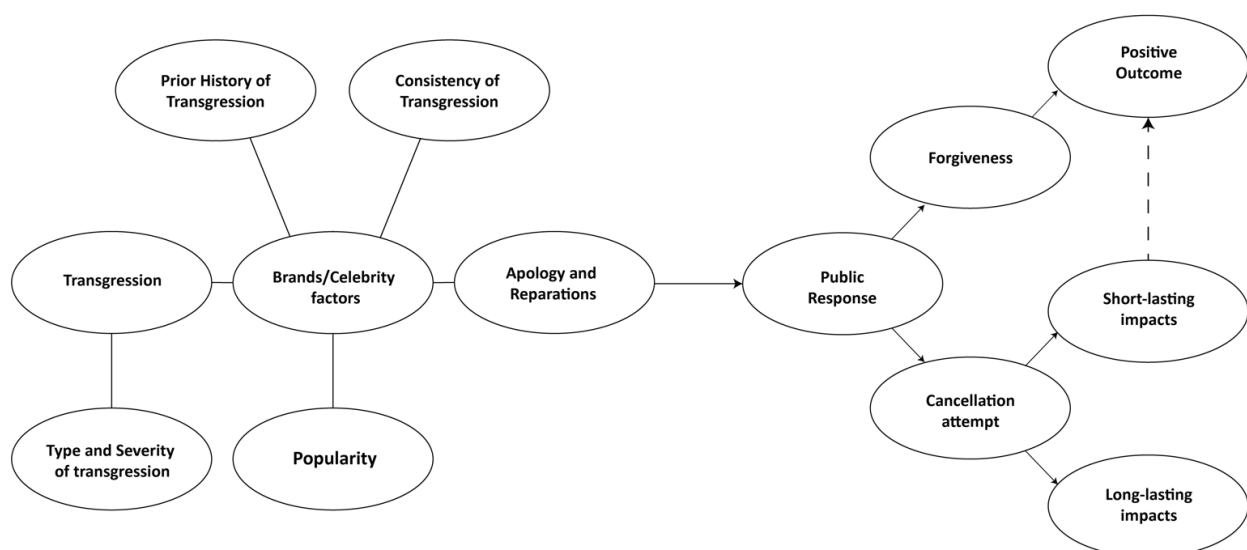 Prior History of
Transgression
Consistency of
Transgression
Positive
Outcome
Forgiveness
Transgression
Brands/Celebrity
factors
Apology and
Reparations
Public
Response
Short-lasting
impacts
Cancellation
attempt
Type and Severity
of transgression
Popularity
Long-lasting
impacts